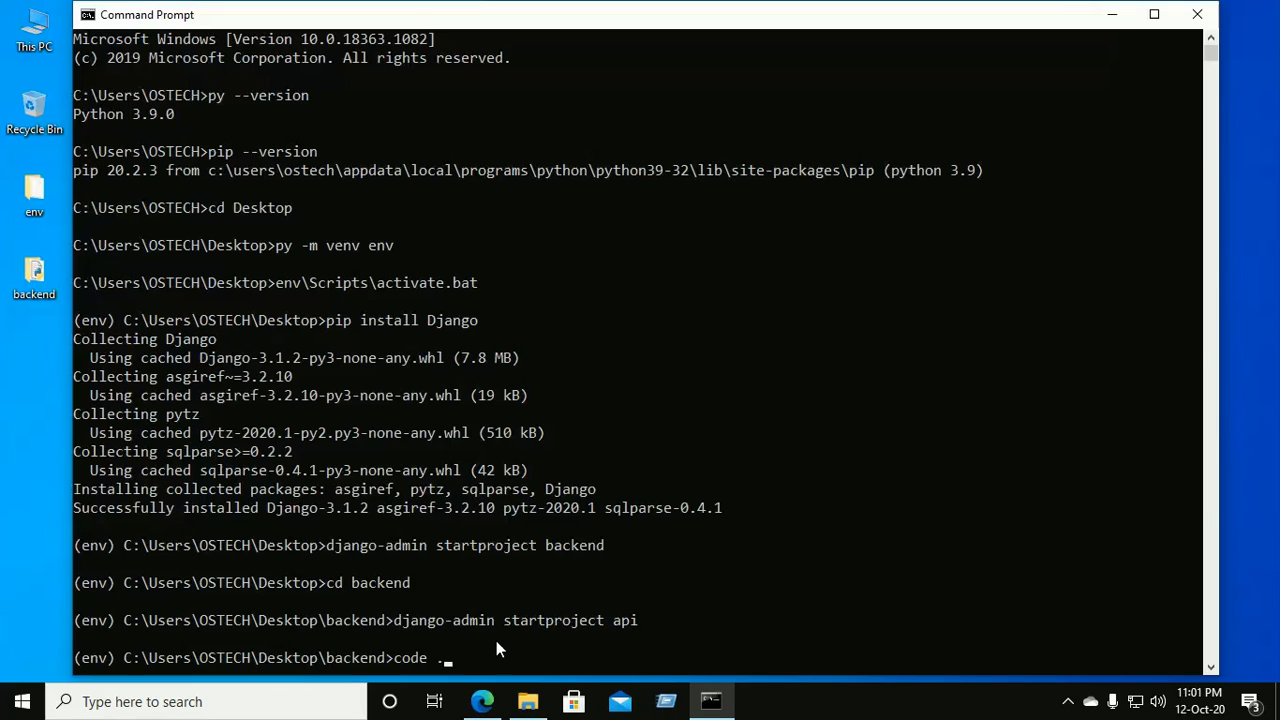 Command Prompt
This PC
Recycle Bin
env
backend
Microsoft Windows [Version 10.0.18363.1082]
(c) 2019 Microsoft Corporation. All rights reserved.
C:\Users\OSTECH>py --version
Python 3.9.0
C:\Users\OSTECH>pip --version
pip 20.2.3 from c:\users\ostech\appdata\local\programs\python\python39-32\lib\site-packages\pip (python 3.9)
C:\Users\OSTECH>cd Desktop
C:\Users\OSTECH\Desktop>py -m venv env
C:\Users\OSTECH\Desktop>env\Scripts\activate.bat
(env) C:\Users\OSTECH\Desktop>pip install Django
Collecting Django
  Using cached Django-3.1.2-py3-none-any.whl (7.8 MB)
Collecting asgiref~=3.2.10
  Using cached asgiref-3.2.10-py3-none-any.whl (19 kB)
Collecting pytz
  Using cached pytz-2020.1-py2.py3-none-any.whl (510 kB)
Collecting sqlparse>=0.2.2
  Using cached sqlparse-0.4.1-py3-none-any.whl (42 kB)
Installing collected packages: asgiref, pytz, sqlparse, Django
Successfully installed Django-3.1.2 asgiref-3.2.10 pytz-2020.1 sqlparse-0.4.1
(env) C:\Users\OSTECH\Desktop>django-admin startproject backend
(env) C:\Users\OSTECH\Desktop>cd backend
(env) C:\Users\OSTECH\Desktop\backend>django-admin startproject api
(env) C:\Users\OSTECH\Desktop\backend>code .
Type here to search
11:01 PM
12-Oct-20
3